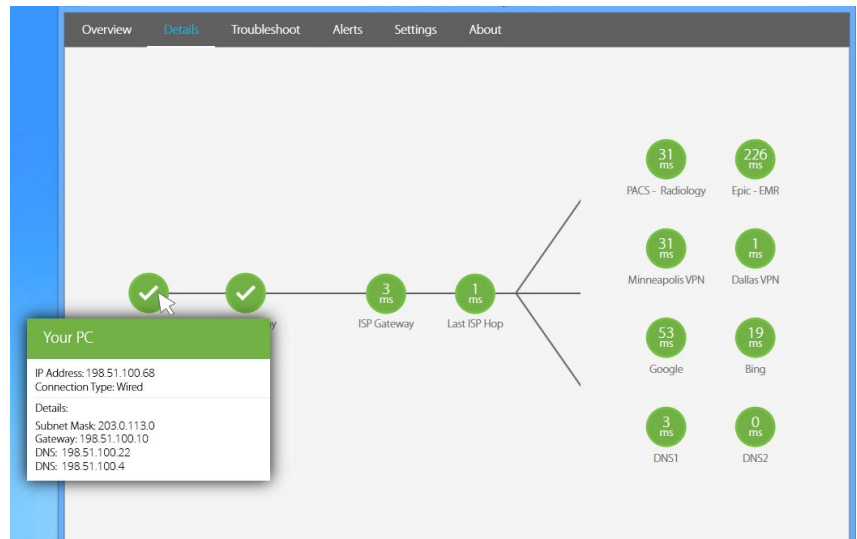 Overview Details Troubleshoot Alerts Settings About
31 ms
PACS - Radiology
226 ms
Epic - EMR
31 ms
Minneapolis VPN
1 ms
Dallas VPN
3 ms
ISP Gateway
1 ms
Last ISP Hop
53 ms
Google
19 ms
Bing
3 ms
DNS1
0 ms
DNS2
Your PC
IP Address: 198.51.100.68
Connection Type: Wired
Details:
Subnet Mask: 203.0.113.0
Gateway: 198.51.100.10
DNS: 198.51.100.22
DNS: 198.51.100.4